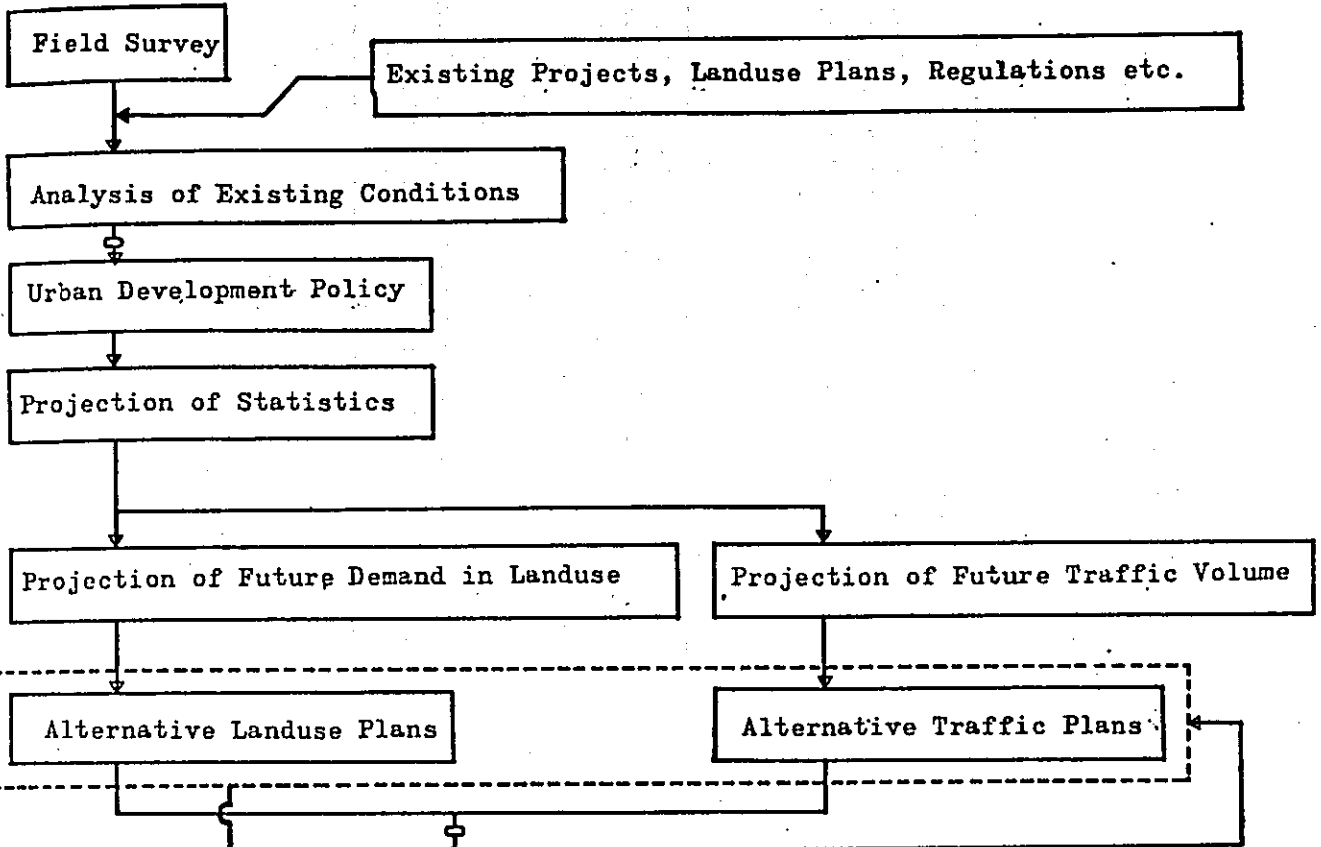 Field Survey
Existing Projects, Landuse Plans, Regulations etc.
Analysis of Existing Conditions
Urban Development Policy
Projection of Statistics
Projection of Future Demand in Landuse
Projection of Future Traffic Volume
Alternative Landuse Plans
Alternative Traffic Plans